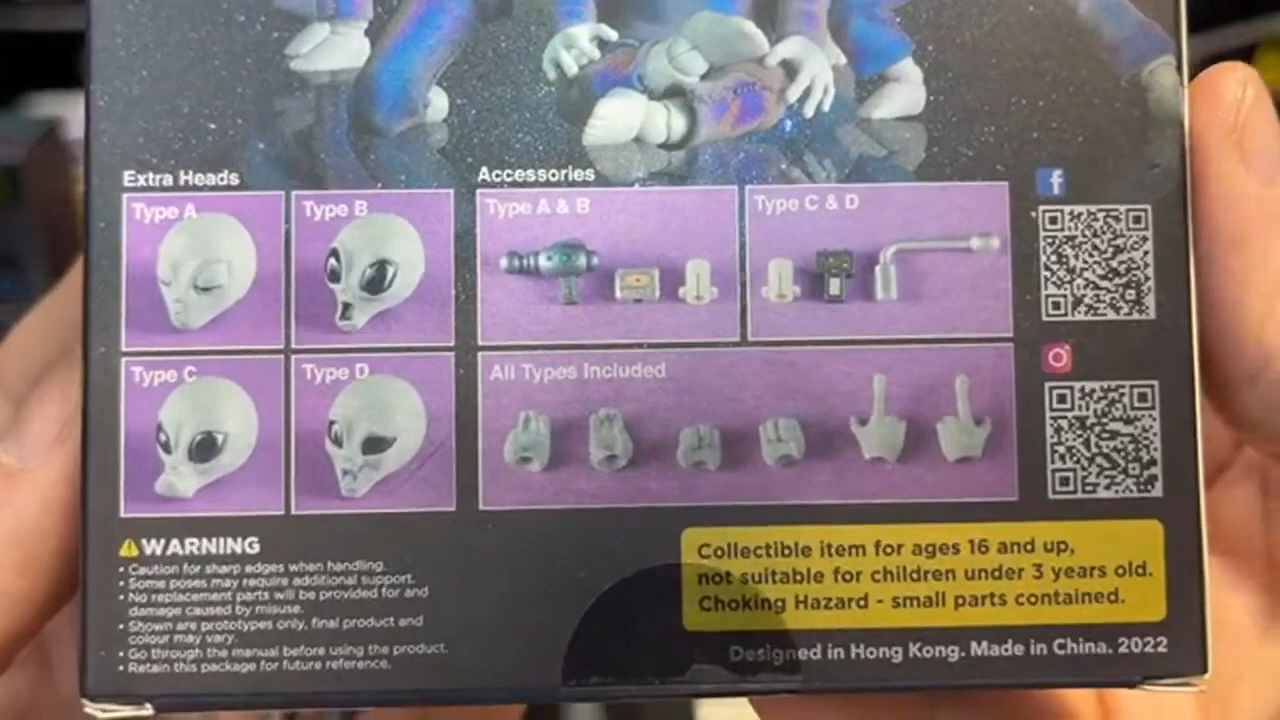 Extra Heads
Type A
Type B
Type C
Type D
Accessories
Type A & B
Type C & D
All Types Included
WARNING
• Caution for sharp edges when handling.
• Some poses may require additional support.
• No replacement parts will be provided for and
damage caused by misuse.
• Shown are prototypes only, final product and
colour may vary.
• Go through the manual before using the product.
• Retain this package for future reference.
Collectible item for ages 16 and up,
not suitable for children under 3 years old.
Choking Hazard - small parts contained.
Designed in Hong Kong. Made in China. 2022